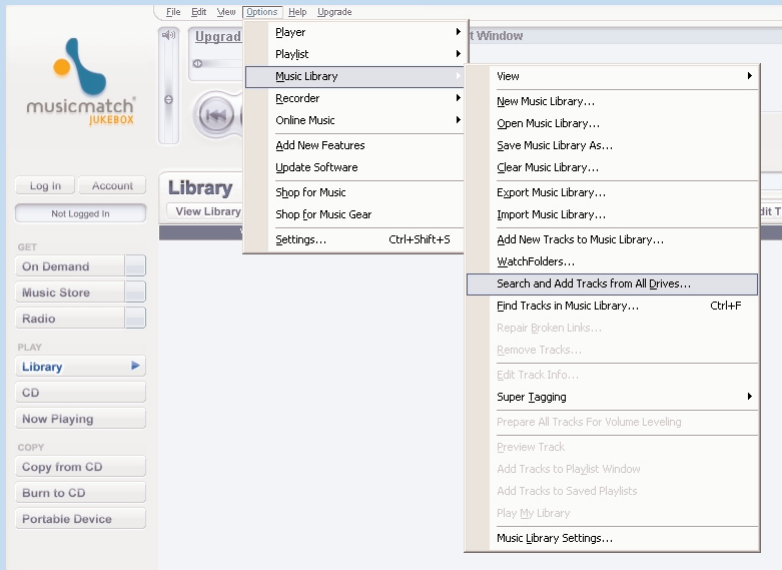 File Edit View Options Help Upgrade
Upgrad
t Window
musicmatch®
JUKEBOX
Log in Account
Not Logged In
GET
On Demand
Music Store
Radio
PLAY
Library
CD
Now Playing
COPY
Copy from CD
Burn to CD
Portable Device
Library
View Library
dit T
Player
Playlist
Music Library
Recorder
Online Music
Add New Features
Update Software
Shop for Music
Shop for Music Gear
Settings... Ctrl+Shift+S
View
New Music Library...
Open Music Library...
Save Music Library As...
Clear Music Library...
Export Music Library...
Import Music Library...
Add New Tracks to Music Library...
WatchFolders...
Search and Add Tracks from All Drives...
Find Tracks in Music Library... Ctrl+F
Repair Broken Links...
Remove Tracks...
Edit Track Info...
Super Tagging
Prepare All Tracks For Volume Leveling
Preview Track
Add Tracks to Playlist Window
Add Tracks to Saved Playlists
Play My Library
Music Library Settings...